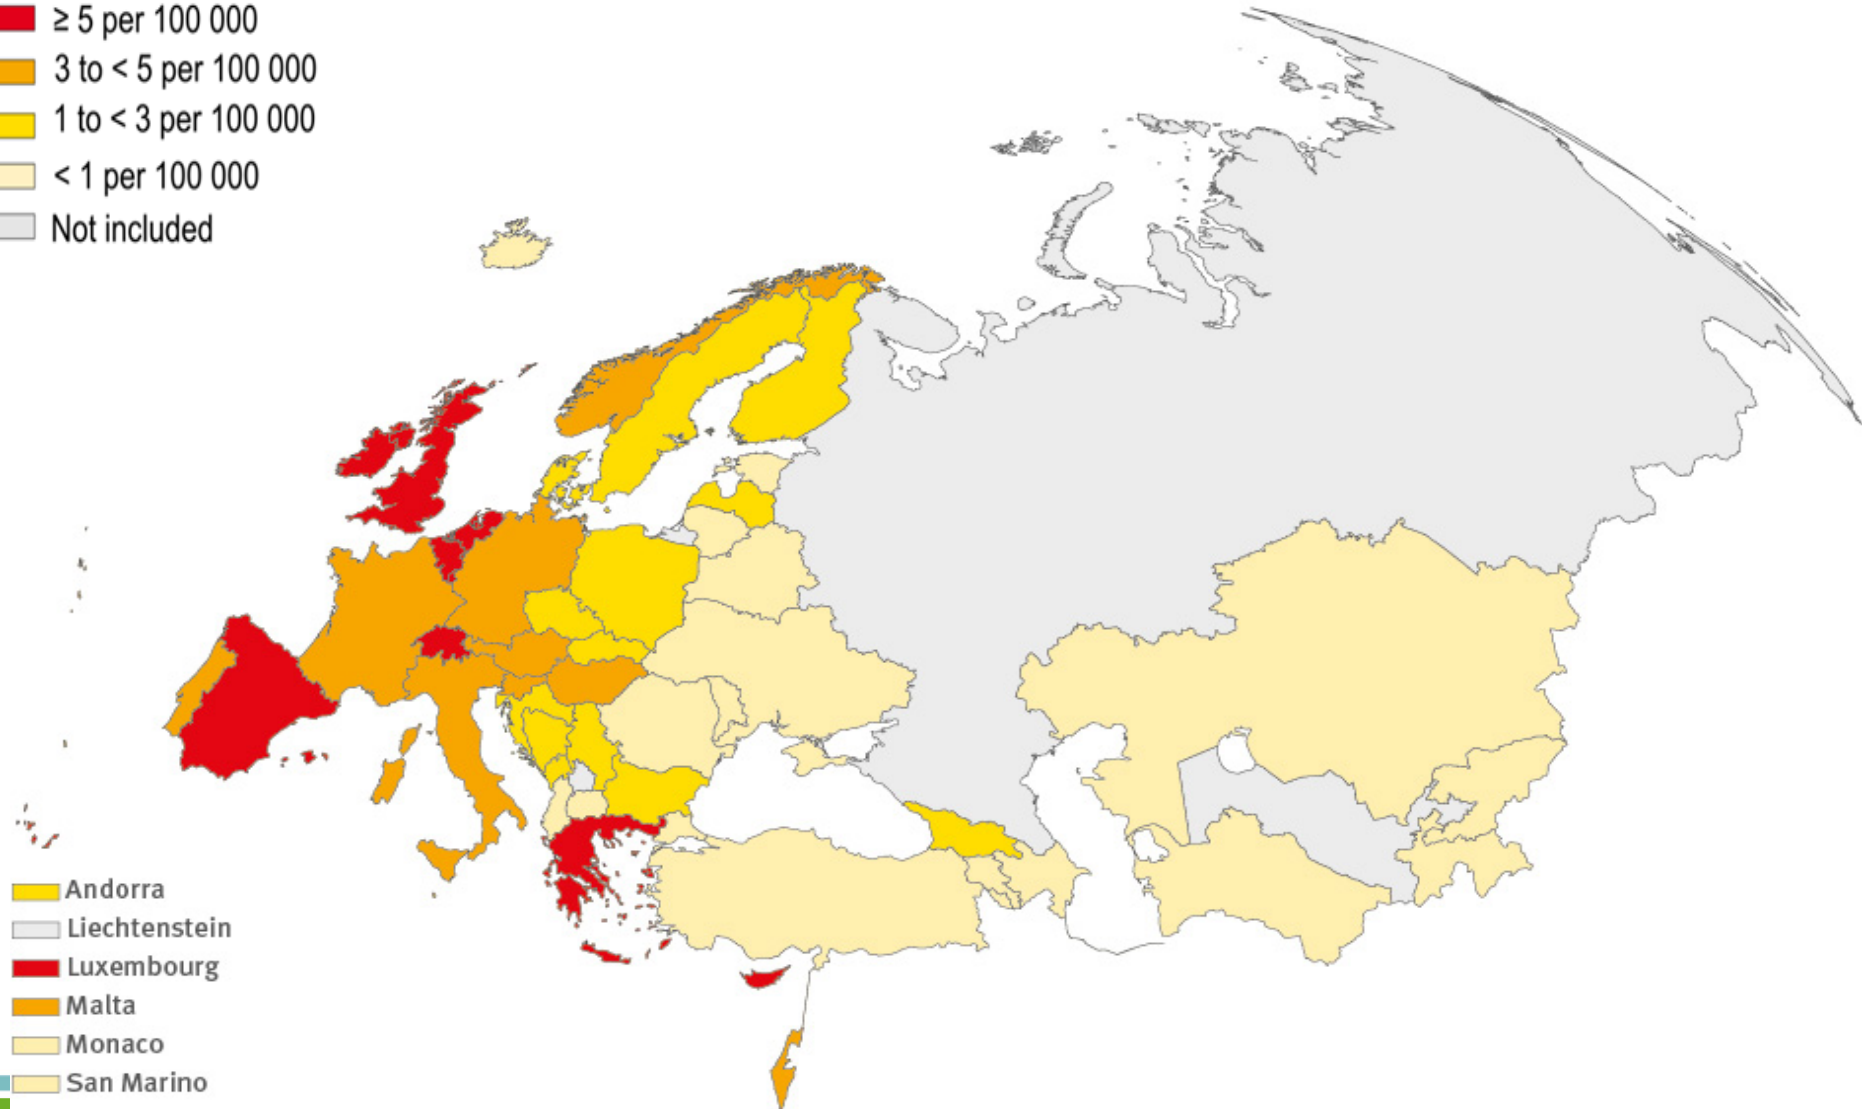 ≥ 5 per 100 000
3 to < 5 per 100 000
1 to < 3 per 100 000
< 1 per 100 000
Not included
Andorra
Liechtenstein
Luxembourg
Malta
Monaco
San Marino